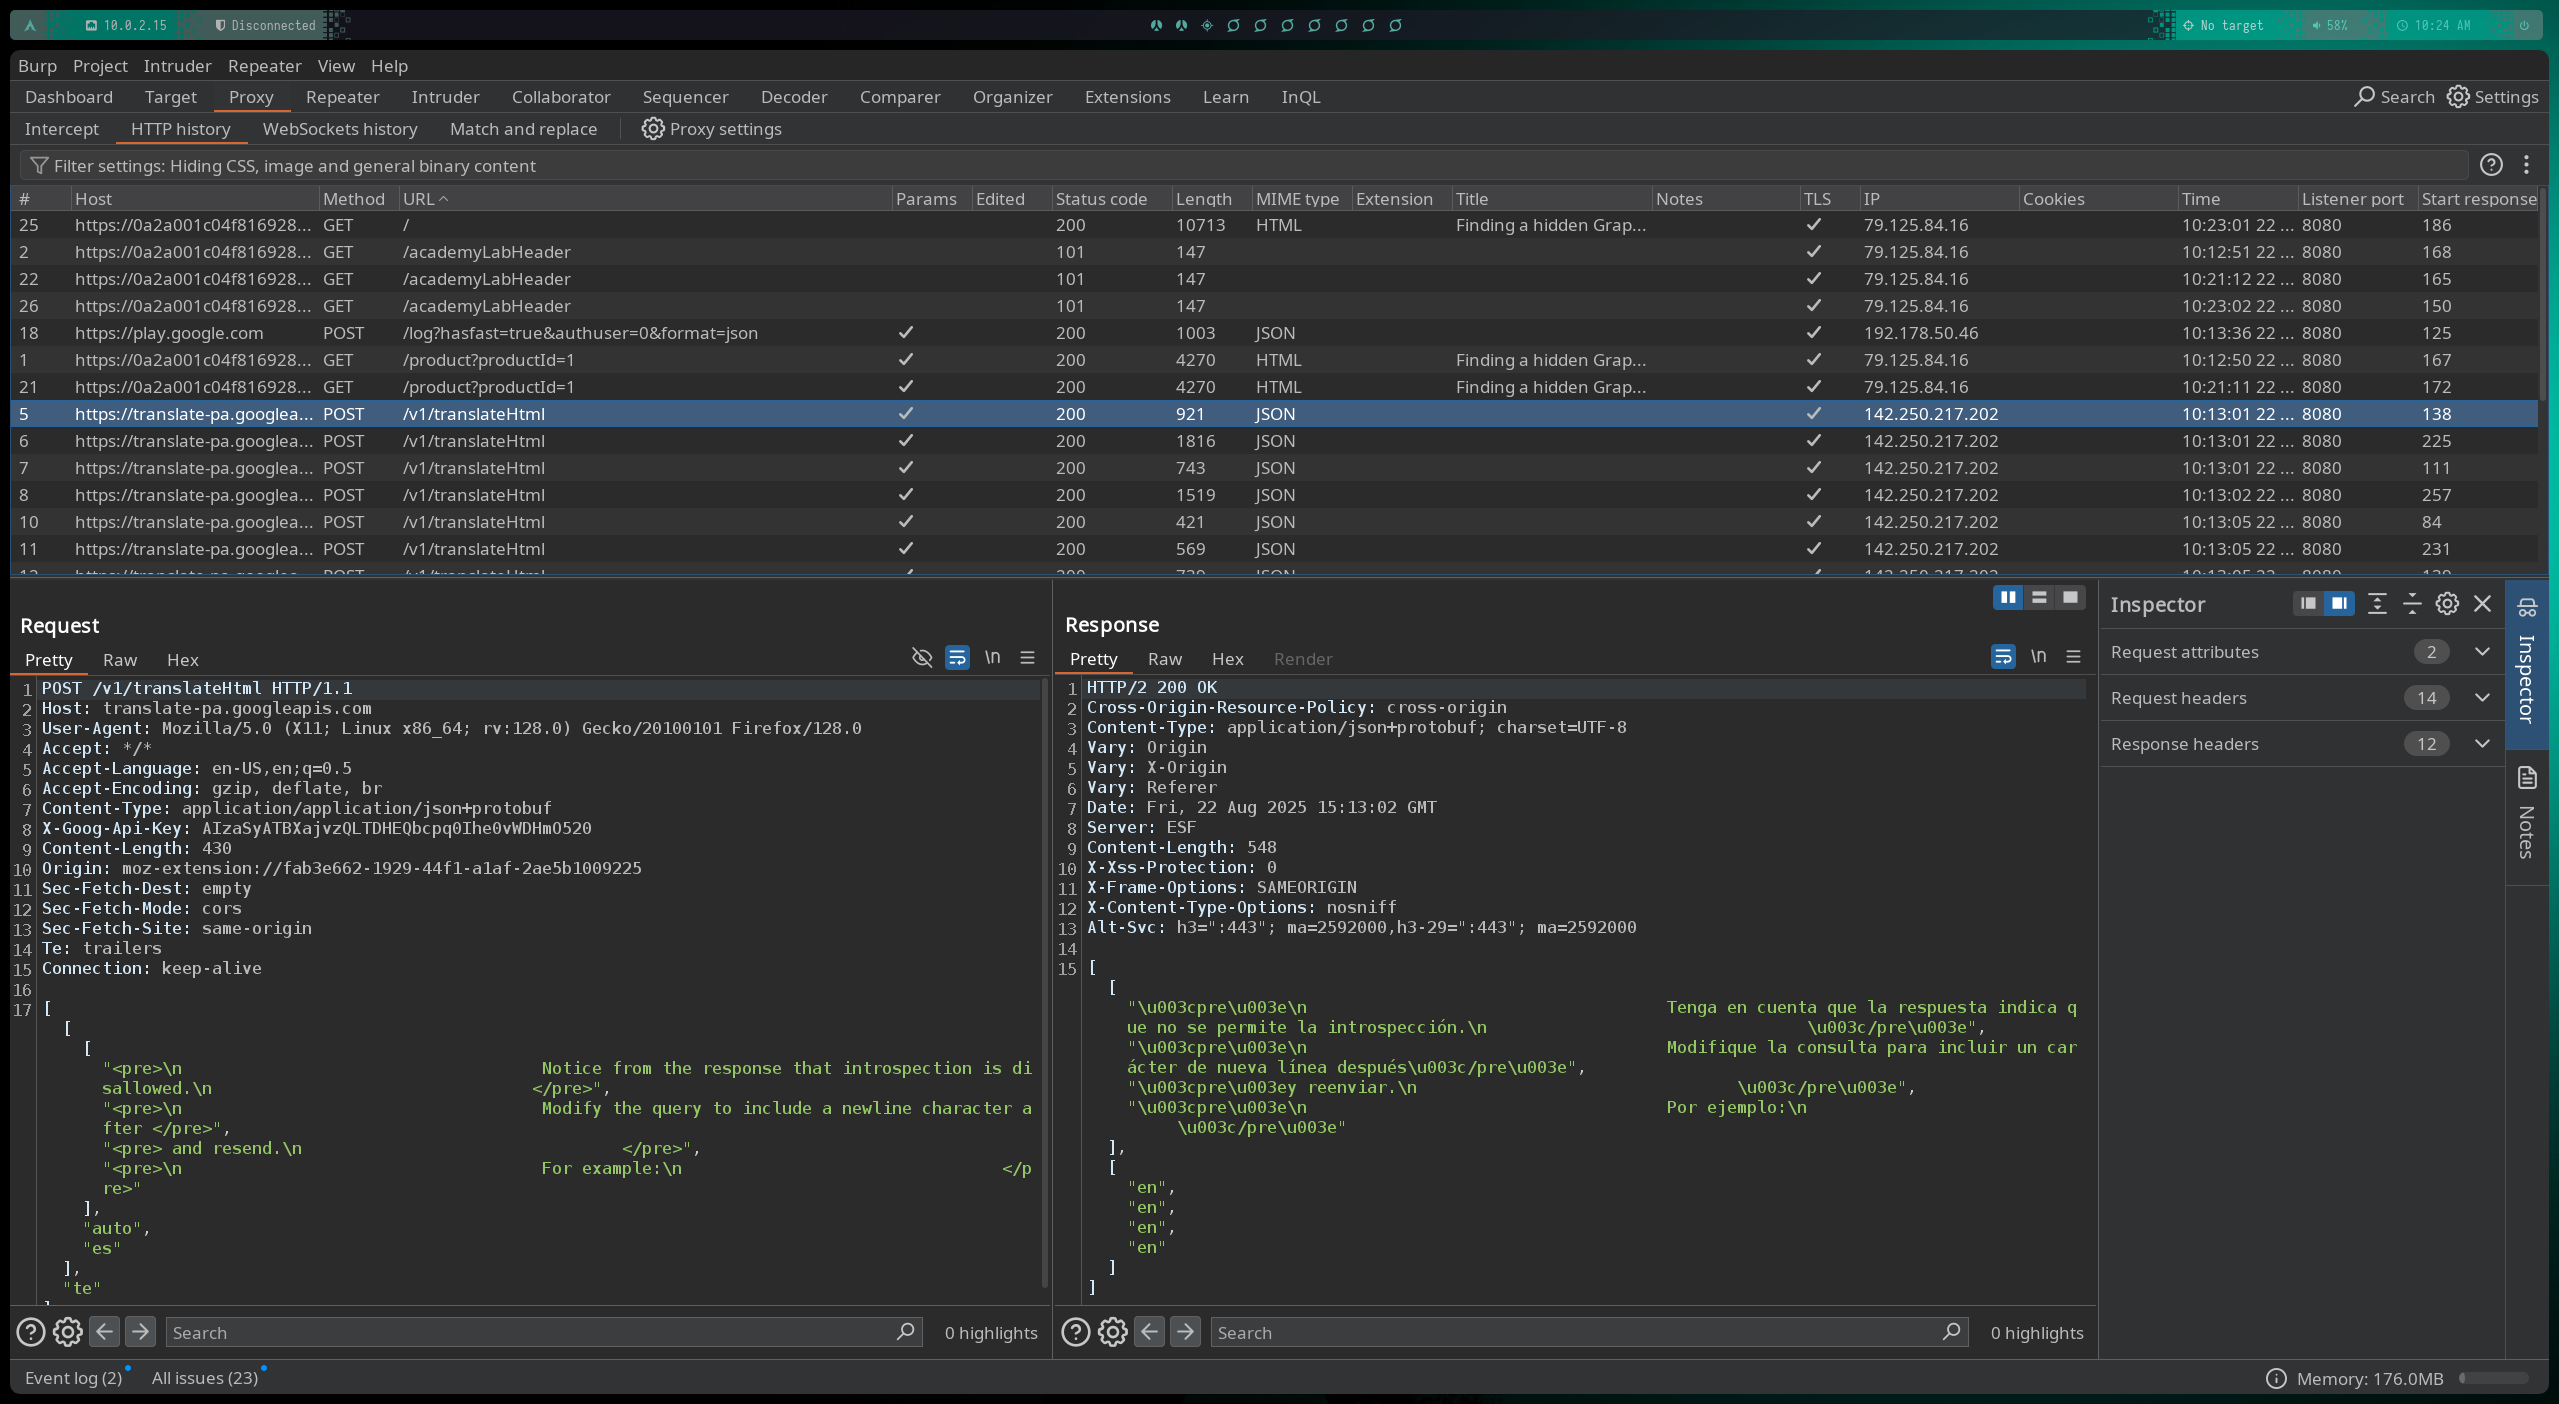 10.0.2.15 Disconnected No target 58% 10:24 AM
Burp Project Intruder Repeater View Help
Dashboard Target Proxy Repeater Intruder Collaborator Sequencer Decoder Comparer Organizer Extensions Learn InQL Search Settings
Intercept HTTP history WebSockets history Match and replace Proxy settings
Filter settings: Hiding CSS, image and general binary content
# Host Method URL Params Edited Status code Length MIME type Extension Title Notes TLS IP Cookies Time Listener port Start response
25 https://0a2a001c04f816928... GET / 200 10713 HTML Finding a hidden Grap... 79.125.84.16 10:23:01 22 ... 8080 186
2 https://0a2a001c04f816928... GET /academyLabHeader 101 147 79.125.84.16 10:12:51 22 ... 8080 168
22 https://0a2a001c04f816928... GET /academyLabHeader 101 147 79.125.84.16 10:21:12 22 ... 8080 165
26 https://0a2a001c04f816928... GET /academyLabHeader 101 147 79.125.84.16 10:23:02 22 ... 8080 150
18 https://play.google.com POST /log?hasfast=true&authuser=0&format=json 200 1003 JSON 192.178.50.46 10:13:36 22 ... 8080 125
1 https://0a2a001c04f816928... GET /product?productId=1 200 4270 HTML Finding a hidden Grap... 79.125.84.16 10:12:50 22 ... 8080 167
21 https://0a2a001c04f816928... GET /product?productId=1 200 4270 HTML Finding a hidden Grap... 79.125.84.16 10:21:11 22 ... 8080 172
5 https://translate-pa.googlea... POST /v1/translateHtml 200 921 JSON 142.250.217.202 10:13:01 22 ... 8080 138
6 https://translate-pa.googlea... POST /v1/translateHtml 200 1816 JSON 142.250.217.202 10:13:01 22 ... 8080 225
7 https://translate-pa.googlea... POST /v1/translateHtml 200 743 JSON 142.250.217.202 10:13:01 22 ... 8080 111
8 https://translate-pa.googlea... POST /v1/translateHtml 200 1519 JSON 142.250.217.202 10:13:02 22 ... 8080 257
10 https://translate-pa.googlea... POST /v1/translateHtml 200 421 JSON 142.250.217.202 10:13:05 22 ... 8080 84
11 https://translate-pa.googlea... POST /v1/translateHtml 200 569 JSON 142.250.217.202 10:13:05 22 ... 8080 231
Request
Pretty Raw Hex \n
1 POST /v1/translateHtml HTTP/1.1
2 Host: translate-pa.googleapis.com
3 User-Agent: Mozilla/5.0 (X11; Linux x86_64; rv:128.0) Gecko/20100101 Firefox/128.0
4 Accept: */*
5 Accept-Language: en-US,en;q=0.5
6 Accept-Encoding: gzip, deflate, br
7 Content-Type: application/application/json+protobuf
8 X-Goog-Api-Key: AIzaSyATBXajvzQLTDHEQbcpq0Ihe0vWDHmO520
9 Content-Length: 430
10 Origin: moz-extension://fab3e662-1929-44f1-a1af-2ae5b1009225
11 Sec-Fetch-Dest: empty
12 Sec-Fetch-Mode: cors
13 Sec-Fetch-Site: same-origin
14 Te: trailers
15 Connection: keep-alive
16
17 [
[
[
"<pre>\n Notice from the response that introspection is di
sallowed.\n </pre>",
"<pre>\n Modify the query to include a newline character a
fter </pre>",
"<pre> and resend.\n </pre>",
"<pre>\n For example:\n </p
re>"
],
"auto",
"es"
],
"te"
Search 0 highlights
Response
Pretty Raw Hex Render \n
1 HTTP/2 200 OK
2 Cross-Origin-Resource-Policy: cross-origin
3 Content-Type: application/json+protobuf; charset=UTF-8
4 Vary: Origin
5 Vary: X-Origin
6 Vary: Referer
7 Date: Fri, 22 Aug 2025 15:13:02 GMT
8 Server: ESF
9 Content-Length: 548
10 X-Xss-Protection: 0
11 X-Frame-Options: SAMEORIGIN
12 X-Content-Type-Options: nosniff
13 Alt-Svc: h3=":443"; ma=2592000,h3-29=":443"; ma=2592000
14
15 [
[
"\u003cpre\u003e\n Tenga en cuenta que la respuesta indica q
ue no se permite la introspección.\n \u003c/pre\u003e",
"\u003cpre\u003e\n Modifique la consulta para incluir un car
ácter de nueva línea después\u003c/pre\u003e",
"\u003cpre\u003ey reenviar.\n \u003c/pre\u003e",
"\u003cpre\u003e\n Por ejemplo:\n
\u003c/pre\u003e"
],
[
"en",
"en",
"en",
"en"
]
]
Search 0 highlights
Inspector
Request attributes 2
Request headers 14
Response headers 12
Inspector
Notes
Event log (2) All issues (23) Memory: 176.0MB